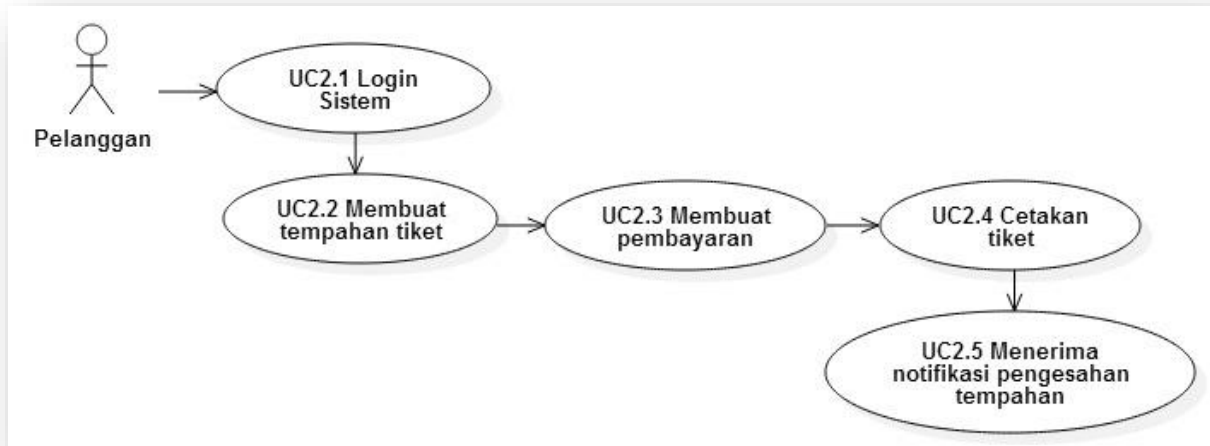 Pelanggan
UC2.1 Login
Sistem
UC2.2 Membuat
tempahan tiket
UC2.3 Membuat
pembayaran
UC2.4 Cetakan
tiket
UC2.5 Menerima
notifikasi pengesahan
tempahan